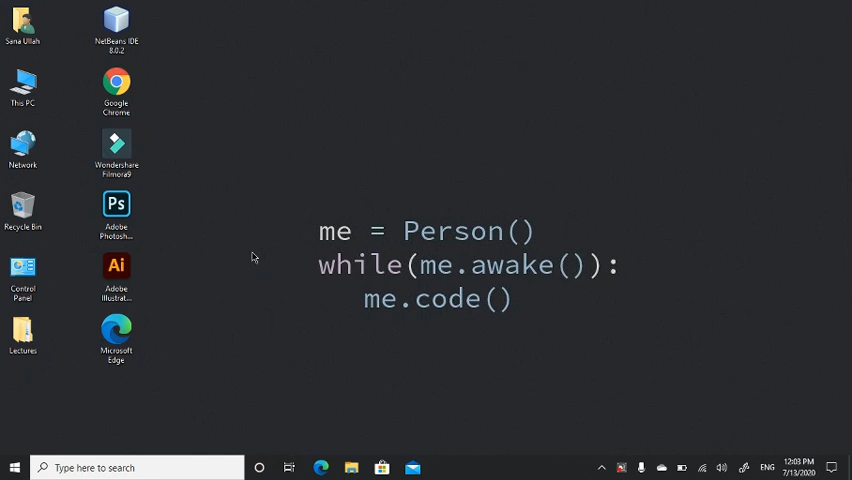 Sana Ullah
NetBeans IDE
8.0.2
This PC
Google
Chrome
Network
Wondershare
Filmora9
Recycle Bin
Ps
Adobe
Photosh...
Control
Panel
Ai
Adobe
Illustrat...
Lectures
Microsoft
Edge
me = Person()
while(me.awake()):
me.code()
Type here to search
ENG
12:03 PM
7/13/2020